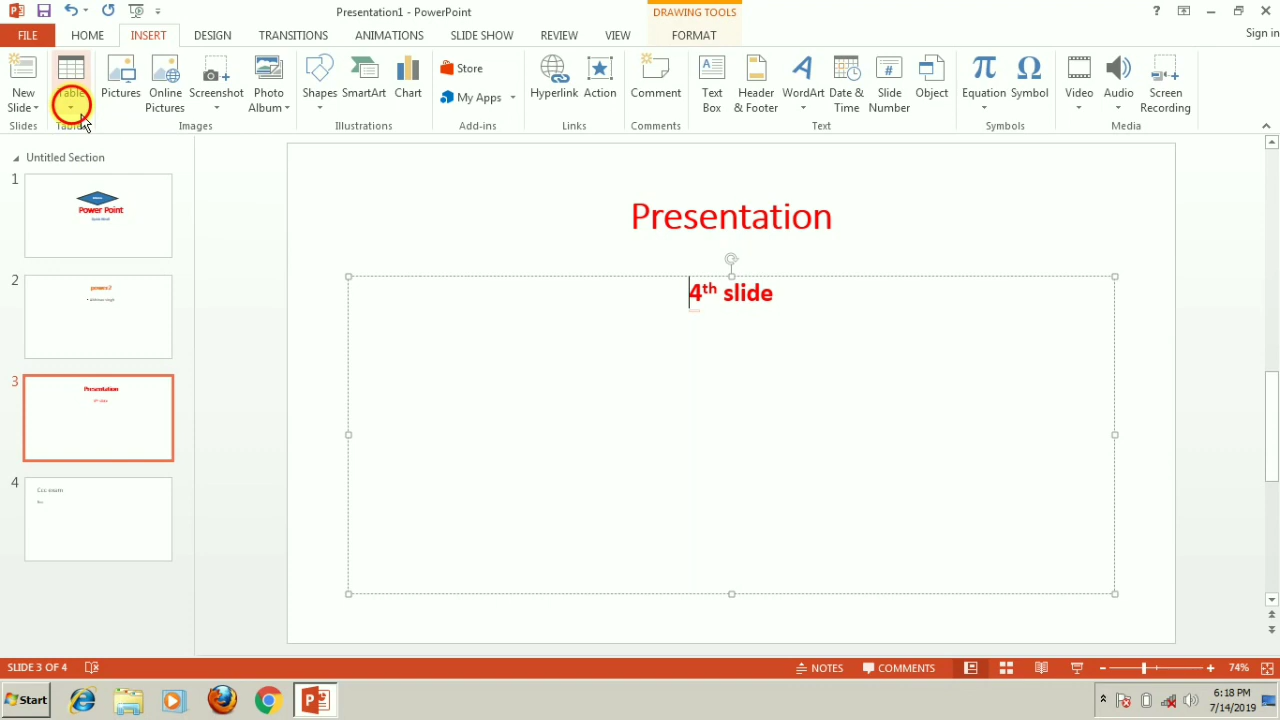 Presentation1 - PowerPoint
DRAWING TOOLS
?
FILE
HOME
INSERT
DESIGN
TRANSITIONS
ANIMATIONS
SLIDE SHOW
REVIEW
VIEW
FORMAT
Sign in
New Slide
Table
Pictures
Online Pictures
Screenshot
Photo Album
Shapes
SmartArt
Chart
Store
My Apps
Hyperlink
Action
Comment
Text Box
Header & Footer
WordArt
Date & Time
Slide Number
Object
Equation
Symbol
Video
Audio
Screen Recording
Slides
Tables
Images
Illustrations
Add-ins
Links
Comments
Text
Symbols
Media
Untitled Section
1
Power Point
2
3
Presentation
4
Ccc exam
Presentation
4th slide
SLIDE 3 OF 4
NOTES
COMMENTS
74%
Start
6:18 PM
7/14/2019